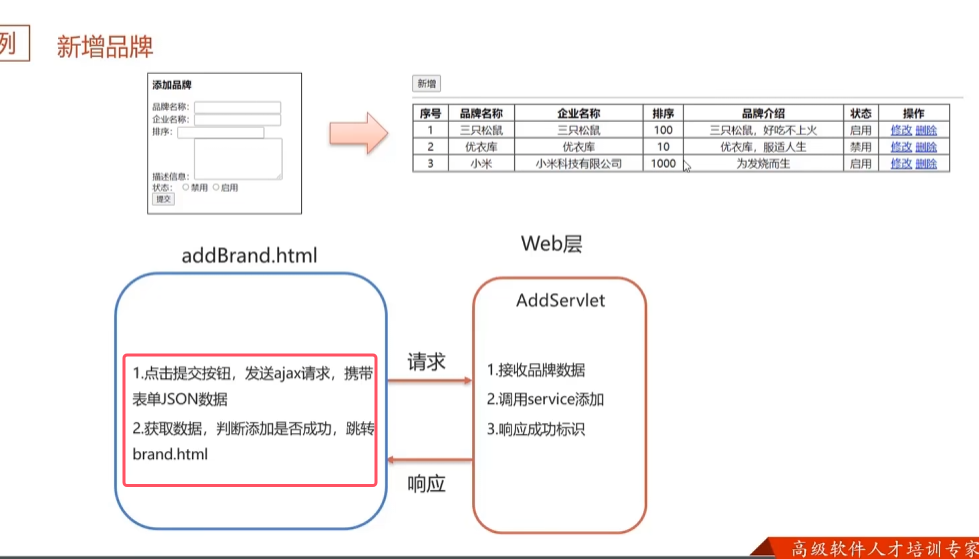 例
新增品牌
添加品牌
品牌名称:
企业名称:
排序:
描述信息:
状态: 禁用 启用
提交
新增
序号 品牌名称 企业名称 排序 品牌介绍 状态 操作
1 三只松鼠 三只松鼠 100 三只松鼠，好吃不上火 启用 修改 删除
2 优衣库 优衣库 10 优衣库，服适人生 禁用 修改 删除
3 小米 小米科技有限公司 1000 为发烧而生 启用 修改 删除
addBrand.html
1.点击提交按钮，发送ajax请求，携带
表单JSON数据
2.获取数据，判断添加是否成功，跳转
brand.html
请求
响应
Web层
AddServlet
1.接收品牌数据
2.调用service添加
3.响应成功标识
高级软件人才培训专家